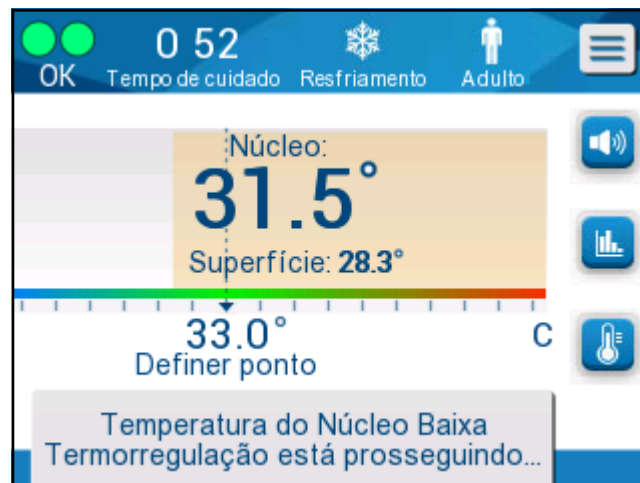 OK
0 52
Tempo de cuidado
Resfriamento
Adulto
Núcleo:
31.5°
Superfície: 28.3°
33.0°
C
Definer ponto
Temperatura do Núcleo Baixa
Termorregulação está prosseguindo...